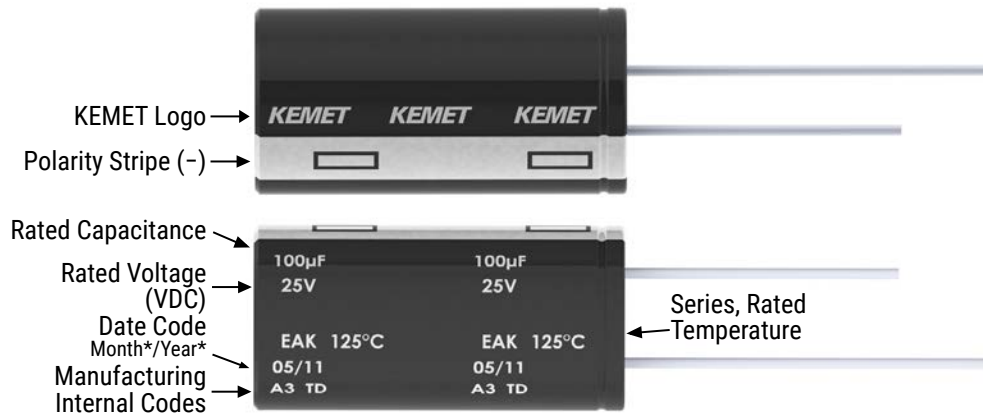 KEMET Logo
KEMET KEMET KEMET
Polarity Stripe (−)
Rated Capacitance
100µF 100µF
Rated Voltage
(VDC)
25V 25V
Series, Rated
Temperature
Date Code
Month*/Year*
EAK 125°C EAK 125°C
05/11 05/11
Manufacturing
Internal Codes
A3 TD A3 TD